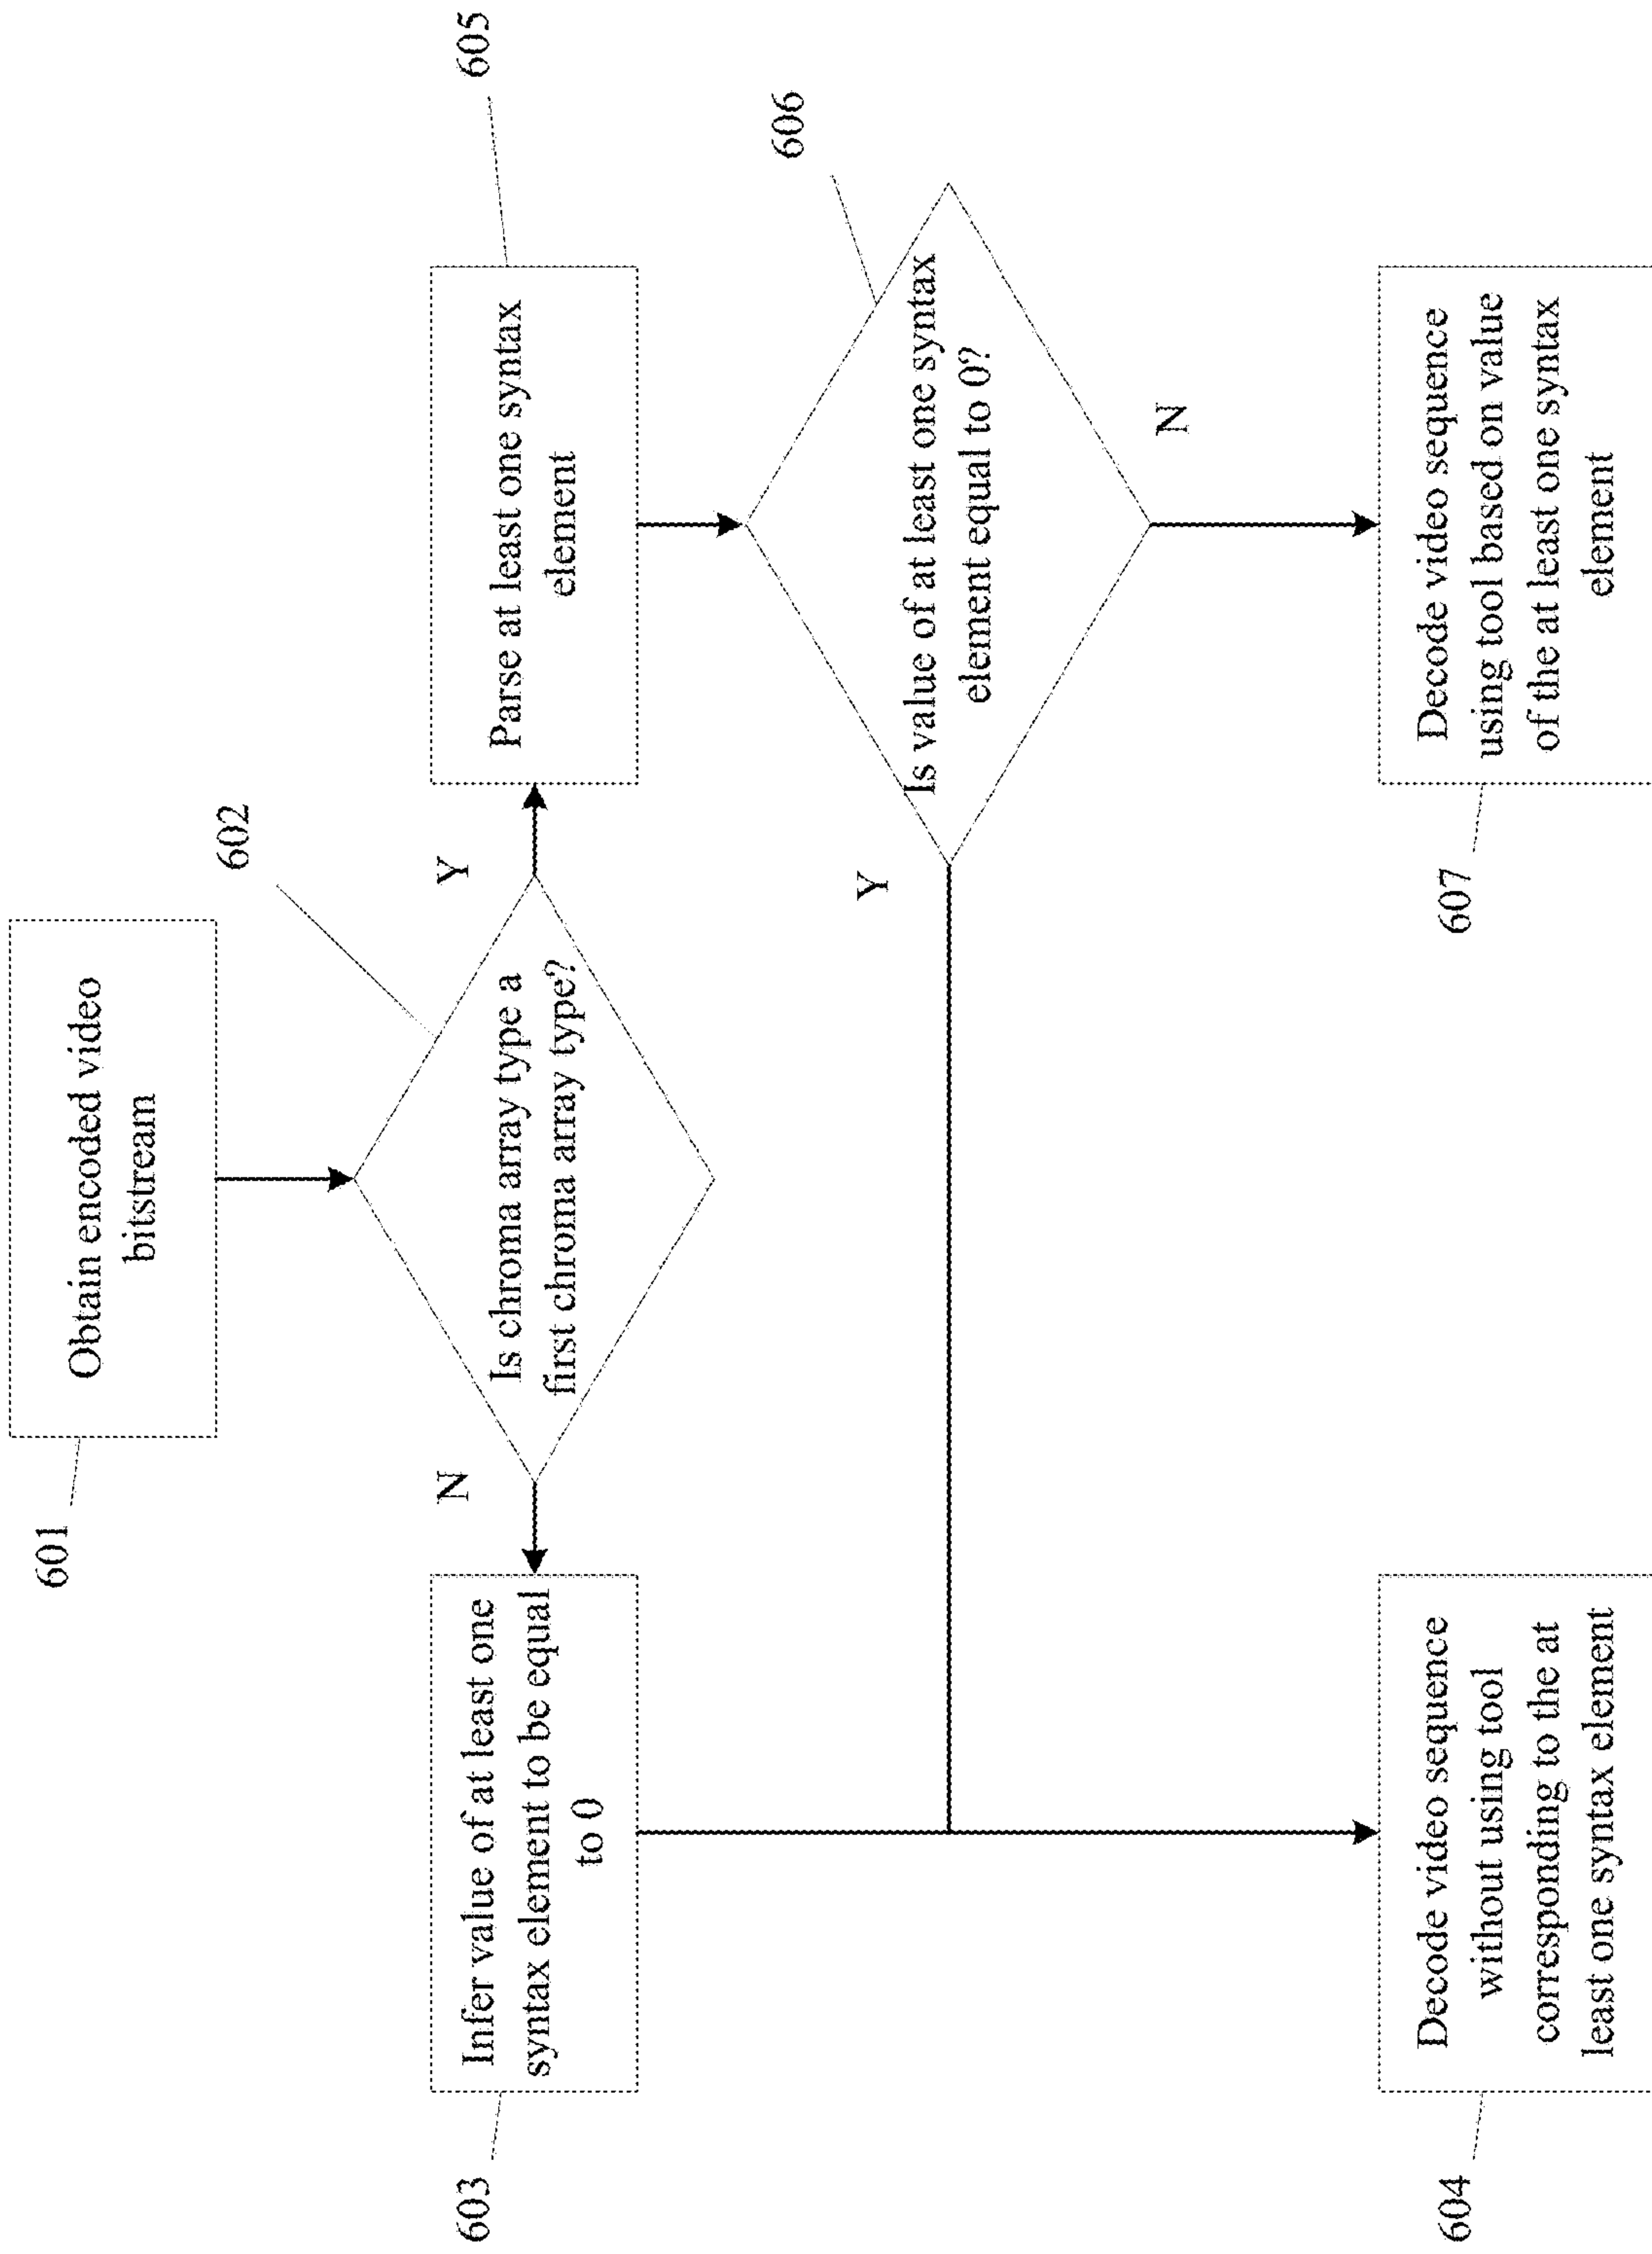 601
Obtain encoded video
bitstream
602
Is chroma array type a
first chroma array type?
N
Y
603
Infer value of at least one
syntax element to be equal
to 0
605
Parse at least one syntax
element
606
Is value of at least one syntax
element equal to 0?
Y
N
604
Decode video sequence
without using tool
corresponding to the at
least one syntax element
607
Decode video sequence
using tool based on value
of the at least one syntax
element